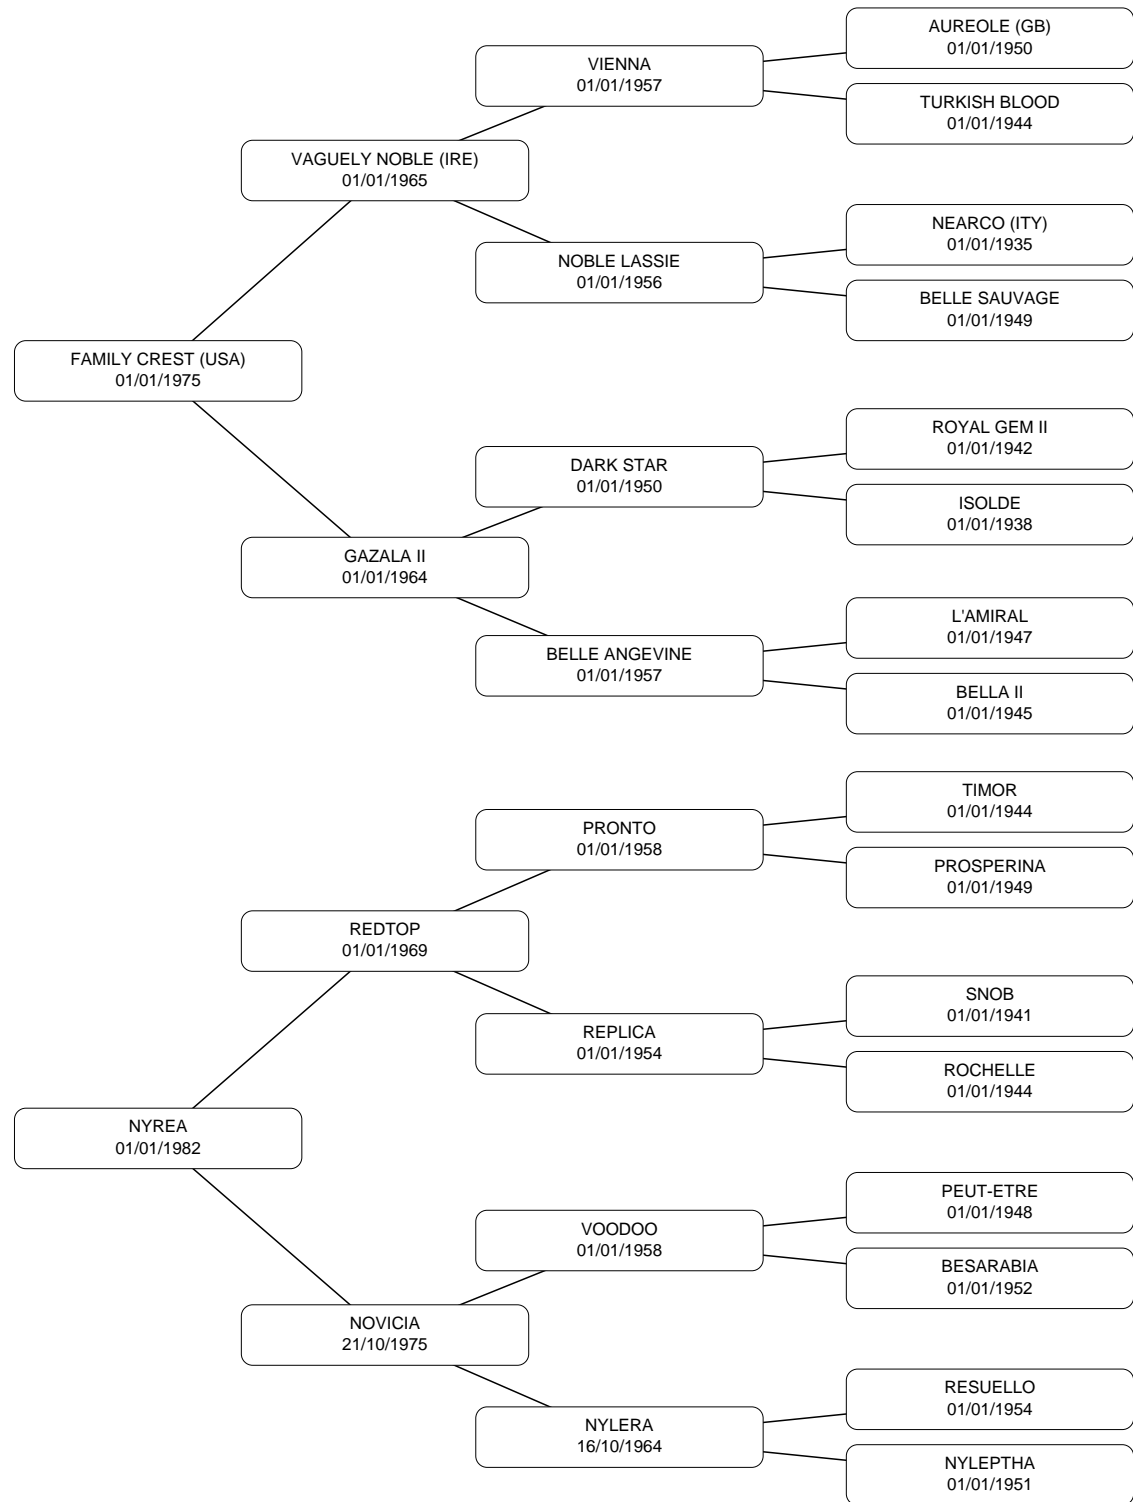 AUREOLE (GB)
01/01/1950
VIENNA
01/01/1957
TURKISH BLOOD
01/01/1944
VAGUELY NOBLE (IRE)
01/01/1965
NEARCO (ITY)
01/01/1935
NOBLE LASSIE
01/01/1956
BELLE SAUVAGE
01/01/1949
FAMILY CREST (USA)
01/01/1975
ROYAL GEM II
01/01/1942
DARK STAR
01/01/1950
ISOLDE
01/01/1938
GAZALA II
01/01/1964
L'AMIRAL
01/01/1947
BELLE ANGEVINE
01/01/1957
BELLA II
01/01/1945
TIMOR
01/01/1944
PRONTO
01/01/1958
PROSPERINA
01/01/1949
REDTOP
01/01/1969
SNOB
01/01/1941
REPLICA
01/01/1954
ROCHELLE
01/01/1944
NYREA
01/01/1982
PEUT-ETRE
01/01/1948
VOODOO
01/01/1958
BESARABIA
01/01/1952
NOVICIA
21/10/1975
RESUELLO
01/01/1954
NYLERA
16/10/1964
NYLEPTHA
01/01/1951